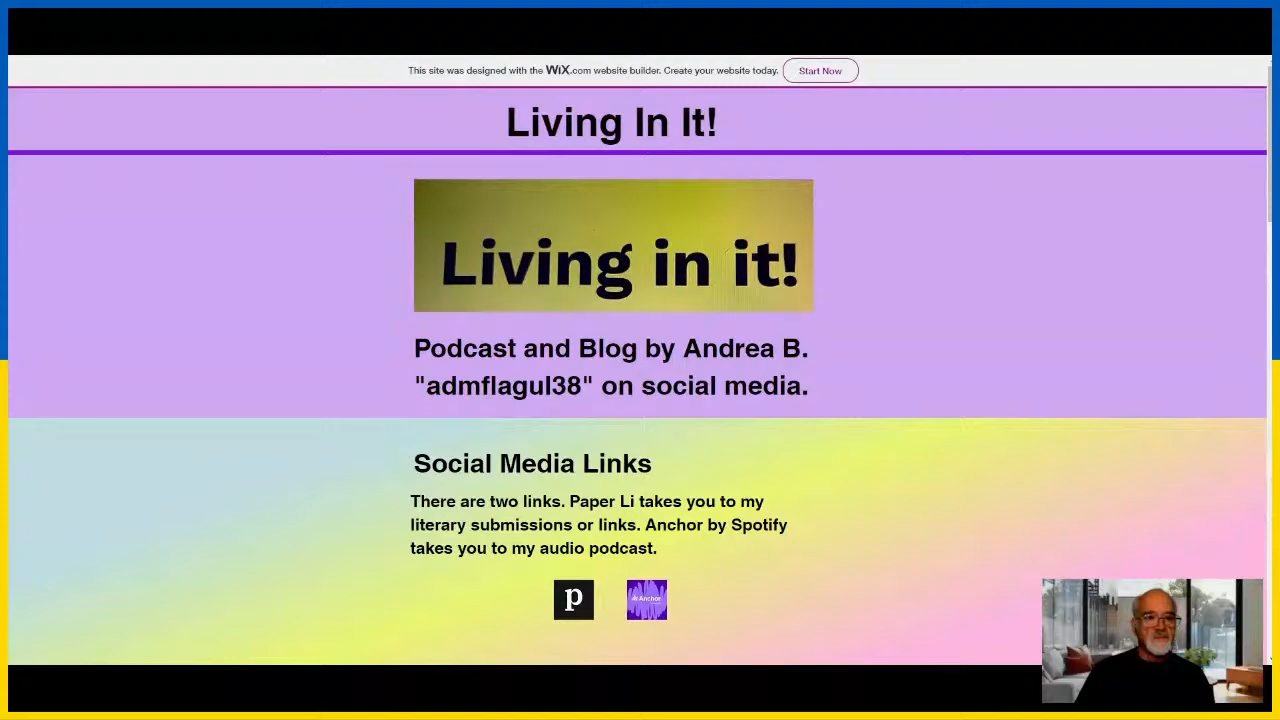 This site was designed with the WiX.com website builder. Create your website today. Start Now
Living In It!
Living in it!
Podcast and Blog by Andrea B.
"admflagul38" on social media.
Social Media Links
There are two links. Paper Li takes you to my
literary submissions or links. Anchor by Spotify
takes you to my audio podcast.
p
Anchor